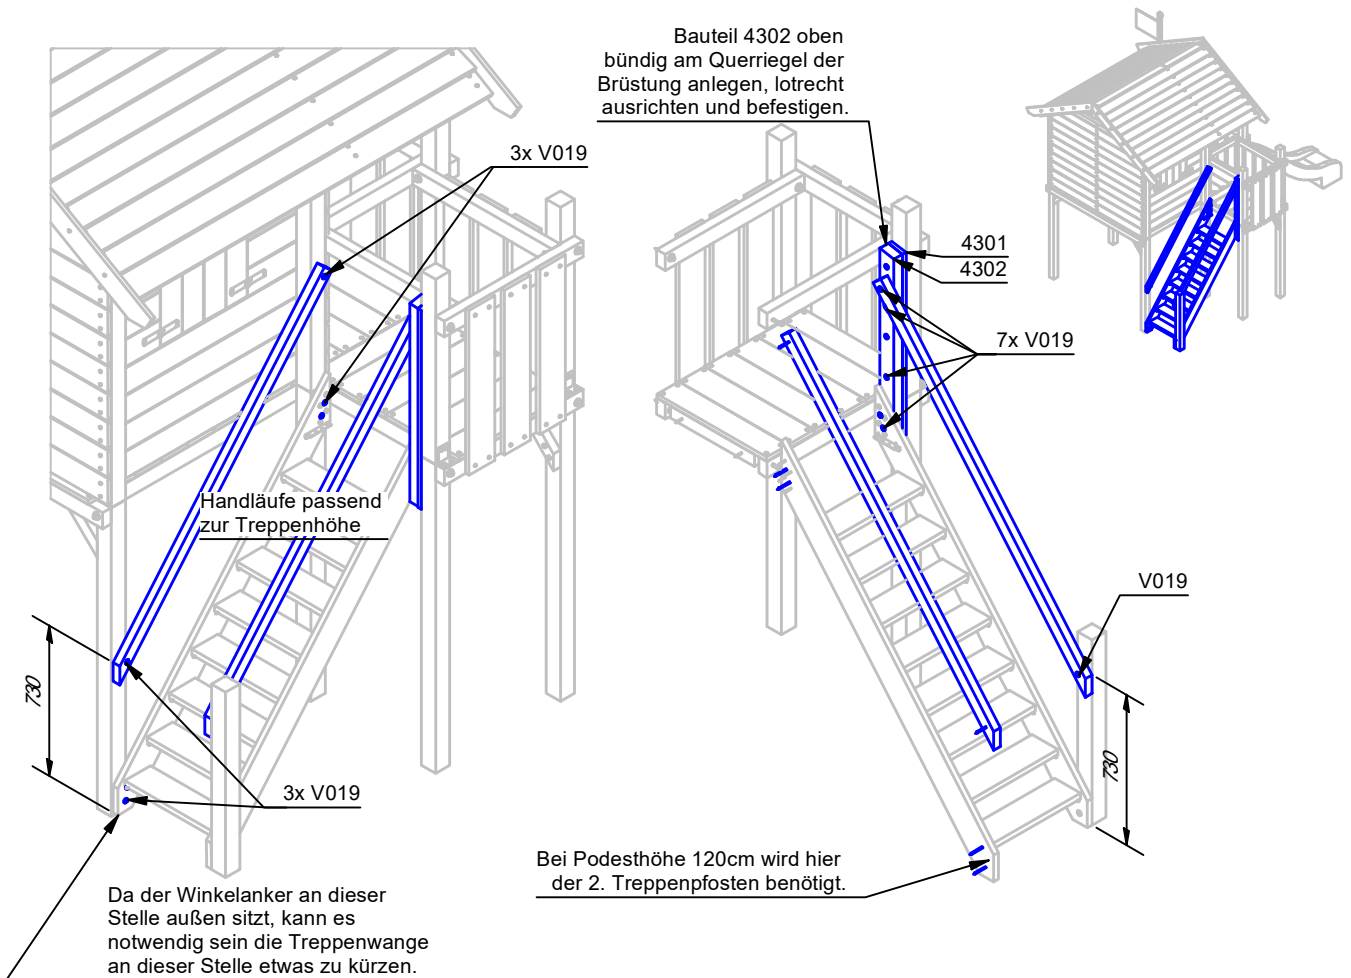 Bauteil 4302 oben
bündig am Querriegel der
Brüstung anlegen, lotrecht
ausrichten und befestigen.
3x V019
4301
4302
7x V019
Handläufe passend
zur Treppenhöhe
V019
730
730
3x V019
Bei Podesthöhe 120cm wird hier
der 2. Treppenpfosten benötigt.
Da der Winkelanker an dieser
Stelle außen sitzt, kann es
notwendig sein die Treppenwange
an dieser Stelle etwas zu kürzen.